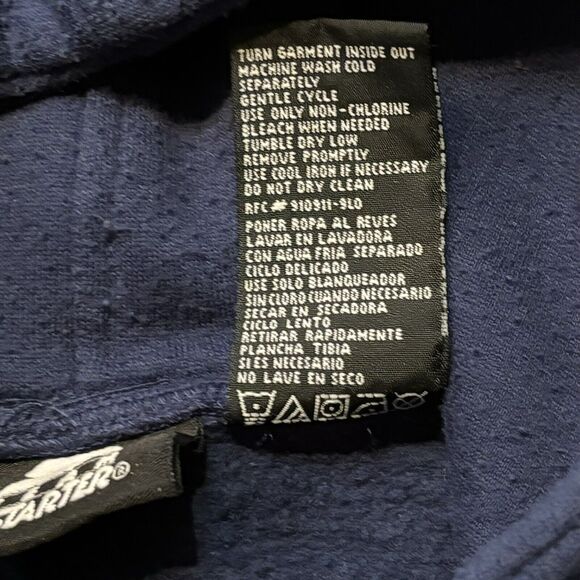 TURN GARMENT INSIDE OUT
MACHINE WASH COLD
SEPARATELY
GENTLE CYCLE
USE ONLY NON-CHLORINE
BLEACH WHEN NEEDED
TUMBLE DRY LOW
REMOVE PROMPTLY
USE COOL IRON IF NECESSARY
DO NOT DRY CLEAN
RFC # 910911-9L0
PONER ROPA AL REVES
LAVAR EN LAVADORA
CON AGUA FRIA SEPARADO
CICLO DELICADO
USE SOLO BLANQUEADOR
SIN CLORO CUANDO NECESARIO
SECAR EN SECADORA
CICLO LENTO
RETIRAR RAPIDAMENTE
PLANCHA TIBIA
SI ES NECESARIO
NO LAVE EN SECO
STARTER®